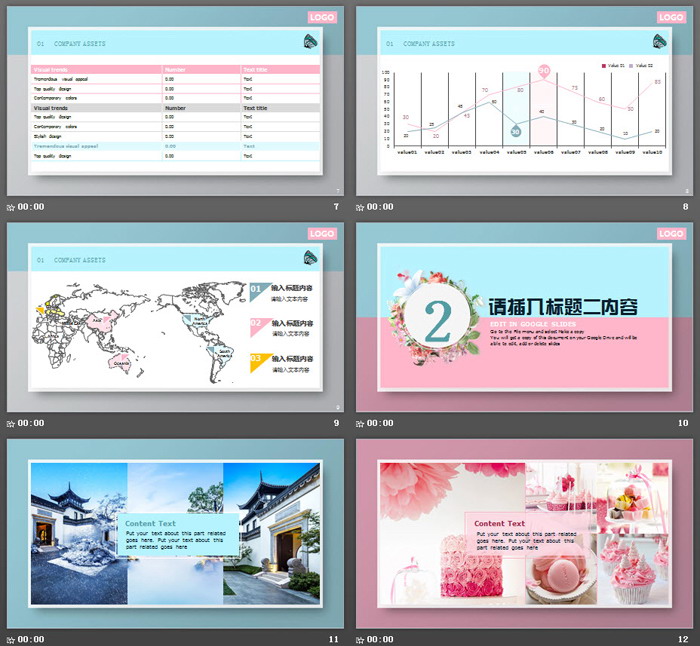 LOGO
01 COMPANY ASSETS
Visual trends Number Text title
Tremendous visual appeal 0.00 Text
Top quality design 0.00 Text
Contemporary colors 0.00 Text
Visual trends Number Text title
Top quality design 0.00 Text
Contemporary colors 0.00 Text
Stylish design 0.00 Text
Tremendous visual appeal 0.00 Text
Top quality design 0.00 Text
7
00:00 7
LOGO
01 COMPANY ASSETS
Value 01 Value 02
100
90
80
70
60
50
40
30
20
10
0
30 20 45 70 80 90 75 60 50 85
20 25 45 60 30 40 30 20 10 20
value01 value02 value03 value04 value05 value06 value07 value08 value09 value10
8
00:00 8
LOGO
01 COMPANY ASSETS
Asia
Oceania
North America
South America
01 输入标题内容
请输入文本内容
02 输入标题内容
请输入文本内容
03 输入标题内容
请输入文本内容
9
00:00 9
LOGO
2
请插入标题二内容
EDIT IN GOOGLE SLIDES
Go to the File menu and select Make a copy
You will get a copy of the document on your Google Drive and will be
able to edit, add or delete slides
00:00 10
Content Text
Put your text about this part related
goes here. Put your text about this
part related goes here
00:00 11
Content Text
Put your text about this part related
goes here. Put your text about this
part related goes here
00:00 12